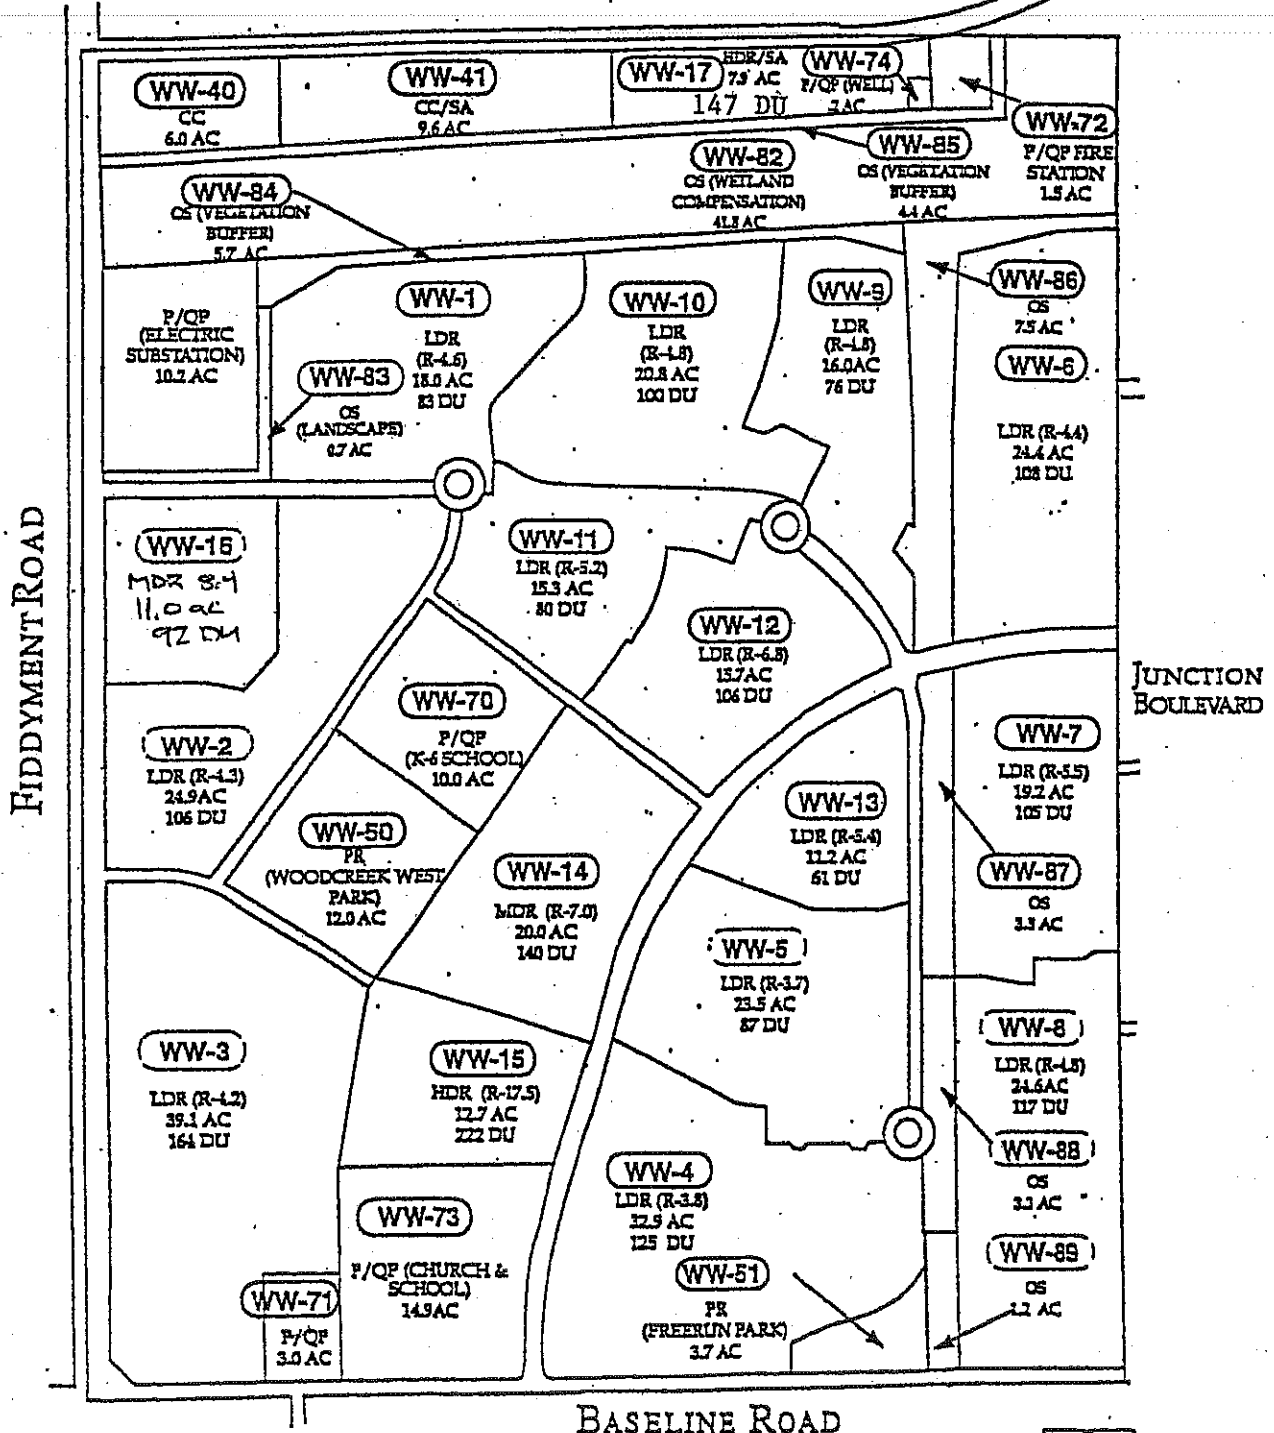 WW-40
CC
6.0 AC
WW-41
CC/SA
9.6 AC
WW-17
HDR/SA
7.9 AC
147 DU
WW-74
P/QP (WELL)
.2 AC
WW-72
P/QP FIRE
STATION
1.5 AC
WW-84
OS (VEGETATION
BUFFER)
5.7 AC
WW-82
OS (WETLAND
COMPENSATION)
41.8 AC
WW-85
OS (VEGETATION
BUFFER)
4.4 AC
P/QP
(ELECTRIC
SUBSTATION)
10.2 AC
WW-83
OS
(LANDSCAPE)
0.7 AC
WW-1
LDR
(R-4.6)
18.0 AC
83 DU
WW-10
LDR
(R-4.8)
20.8 AC
100 DU
WW-9
LDR
(R-4.8)
16.0AC
76 DU
WW-86
OS
7.5 AC
WW-6
LDR (R-4.4)
24.4 AC
108 DU
WW-16
MDR 8.4
11.0 ac
92 DU
WW-11
LDR (R-5.2)
15.3 AC
80 DU
WW-12
LDR (R-6.8)
15.7AC
106 DU
FIDDYMENT ROAD
JUNCTION
BOULEVARD
WW-2
LDR (R-4.3)
24.9AC
106 DU
WW-70
P/QP
(K-6 SCHOOL)
10.0 AC
WW-50
PR
(WOODCREEK WEST
PARK)
12.0 AC
WW-14
MDR (R-7.0)
20.0 AC
140 DU
WW-13
LDR (R-5.4)
11.2 AC
61 DU
WW-7
LDR (R-5.5)
19.2 AC
105 DU
WW-87
OS
3.3 AC
WW-5
LDR (R-3.7)
23.5 AC
87 DU
WW-3
LDR (R-4.2)
39.1 AC
164 DU
WW-15
HDR (R-17.5)
12.7 AC
222 DU
WW-8
LDR (R-4.8)
24.6AC
117 DU
WW-88
OS
3.3 AC
WW-4
LDR (R-3.8)
32.9 AC
125 DU
WW-73
P/QP (CHURCH &
SCHOOL)
14.9AC
WW-71
P/QP
3.0 AC
WW-51
PR
(FREERUN PARK)
3.7 AC
WW-89
OS
AC
BASELINE ROAD